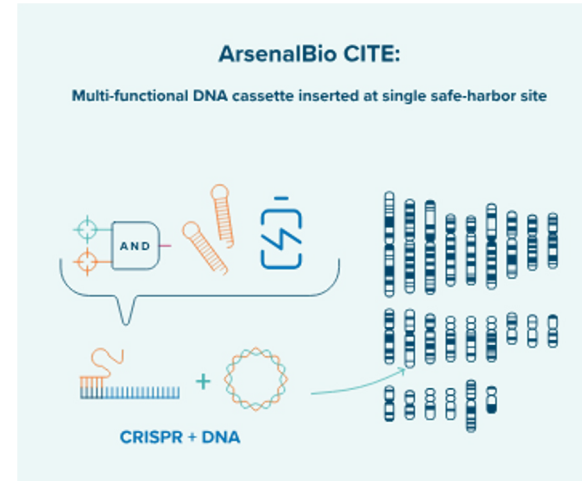 ArsenalBio CITE:
Multi-functional DNA cassette inserted at single safe-harbor site
AND
+
CRISPR + DNA